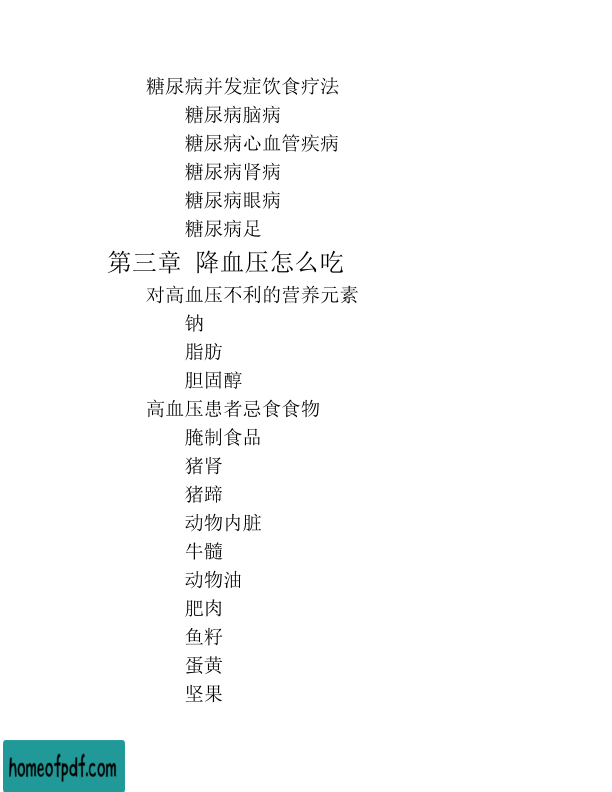 糖尿病并发症饮食疗法
糖尿病脑病
糖尿病心血管疾病
糖尿病肾病
糖尿病眼病
糖尿病足
第三章 降血压怎么吃
对高血压不利的营养元素
钠
脂肪
胆固醇
高血压患者忌食食物
腌制食品
猪肾
猪蹄
动物内脏
牛髓
动物油
肥肉
鱼籽
蛋黄
坚果
homeofpdf.com